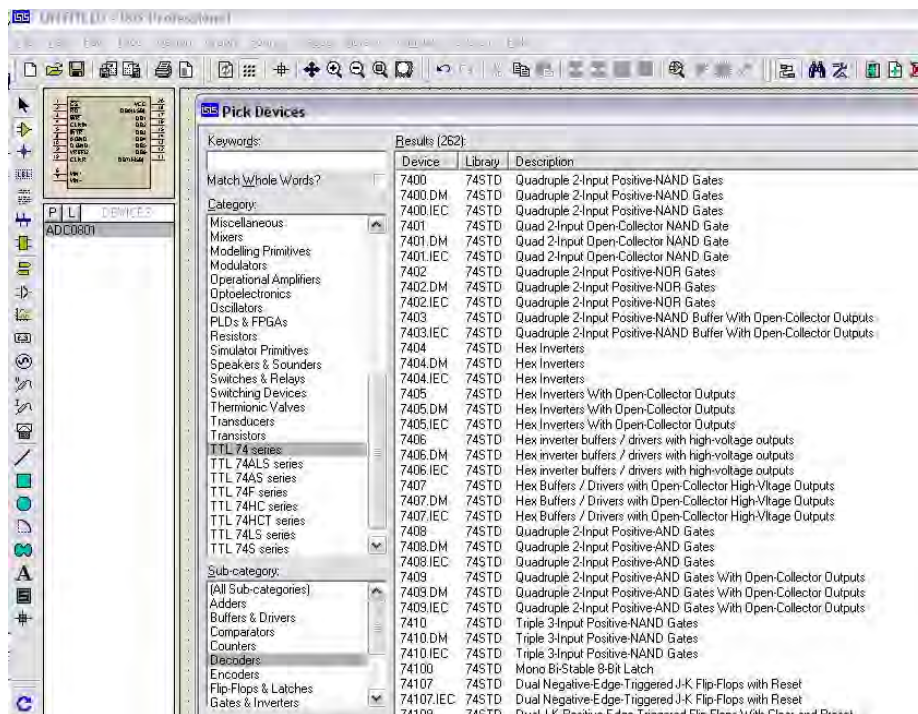 UNTITLED - ISIS Professional
Pick Devices
Keywords:
Match Whole Words?
Category:
Miscellaneous
Mixers
Modelling Primitives
Modulators
Operational Amplifiers
Optoelectronics
Oscillators
PLDs & FPGAs
Resistors
Simulator Primitives
Speakers & Sounders
Switches & Relays
Switching Devices
Thermionic Valves
Transducers
Transistors
TTL 74 series
TTL 74ALS series
TTL 74AS series
TTL 74F series
TTL 74HC series
TTL 74HCT series
TTL 74LS series
TTL 74S series
Sub-category:
(All Sub-categories)
Adders
Buffers & Drivers
Comparators
Counters
Decoders
Encoders
Flip-Flops & Latches
Gates & Inverters
P L DEVICES
ADC0801
Results (262):
Device Library Description
7400 74STD Quadruple 2-Input Positive-NAND Gates
7400.DM 74STD Quadruple 2-Input Positive-NAND Gates
7400.IEC 74STD Quadruple 2-Input Positive-NAND Gates
7401 74STD Quad 2-Input Open-Collector NAND Gate
7401.DM 74STD Quad 2-Input Open-Collector NAND Gate
7401.IEC 74STD Quad 2-Input Open-Collector NAND Gate
7402 74STD Quadruple 2-Input Positive-NOR Gates
7402.DM 74STD Quadruple 2-Input Positive-NOR Gates
7402.IEC 74STD Quadruple 2-Input Positive-NOR Gates
7403 74STD Quadruple 2-Input Positive-NAND Buffer With Open-Collector Outputs
7403.IEC 74STD Quadruple 2-Input Positive-NAND Buffer With Open-Collector Outputs
7404 74STD Hex Inverters
7404.DM 74STD Hex Inverters
7404.IEC 74STD Hex Inverters
7405 74STD Hex Inverters With Open-Collector Outputs
7405.DM 74STD Hex Inverters With Open-Collector Outputs
7405.IEC 74STD Hex Inverters With Open-Collector Outputs
7406 74STD Hex inverter buffers / drivers with high-voltage outputs
7406.DM 74STD Hex inverter buffers / drivers with high-voltage outputs
7406.IEC 74STD Hex inverter buffers / drivers with high-voltage outputs
7407 74STD Hex Buffers / Drivers with Open-Collector High-Vltage Outputs
7407.DM 74STD Hex Buffers / Drivers with Open-Collector High-Vltage Outputs
7407.IEC 74STD Hex Buffers / Drivers with Open-Collector High-Vltage Outputs
7408 74STD Quadruple 2-Input Positive-AND Gates
7408.DM 74STD Quadruple 2-Input Positive-AND Gates
7408.IEC 74STD Quadruple 2-Input Positive-AND Gates
7409 74STD Quadruple 2-Input Positive-AND Gates With Open-Collector Outputs
7409.DM 74STD Quadruple 2-Input Positive-AND Gates With Open-Collector Outputs
7409.IEC 74STD Quadruple 2-Input Positive-AND Gates With Open-Collector Outputs
7410 74STD Triple 3-Input Positive-NAND Gates
7410.DM 74STD Triple 3-Input Positive-NAND Gates
7410.IEC 74STD Triple 3-Input Positive-NAND Gates
74100 74STD Mono Bi-Stable 8-Bit Latch
74107 74STD Dual Negative-Edge-Triggered J-K Flip-Flops with Reset
74107.IEC 74STD Dual Negative-Edge-Triggered J-K Flip-Flops with Reset
74109 74STD Dual J-K Positive-Edge-Triggered Flip-Flops With Clear and Preset